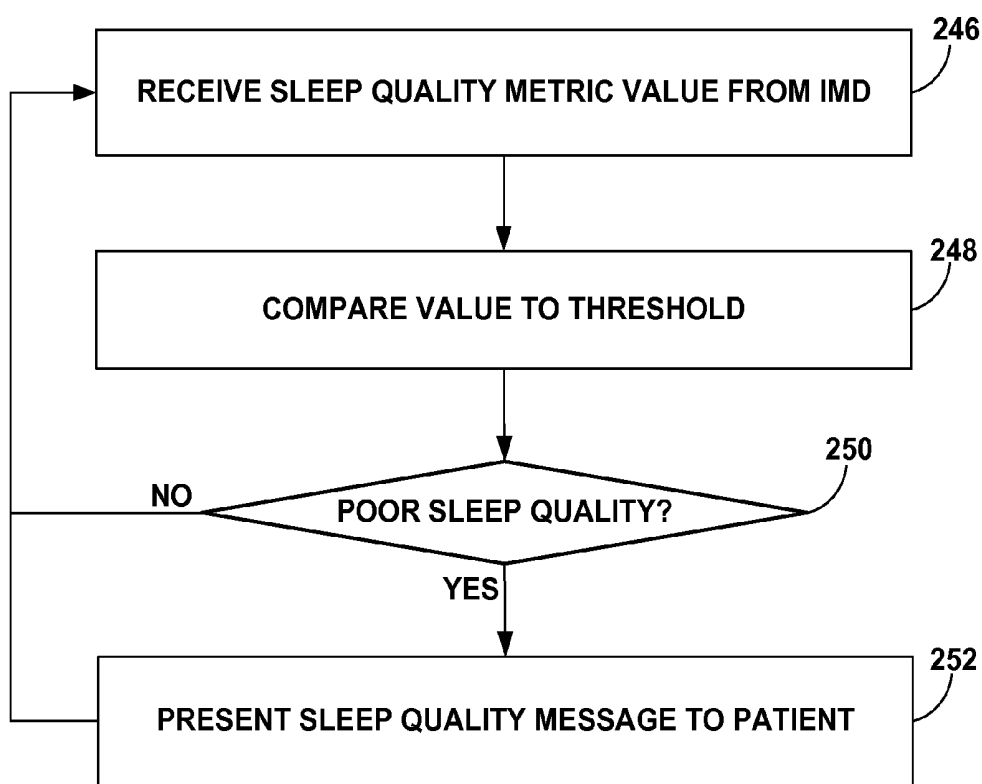 246
RECEIVE SLEEP QUALITY METRIC VALUE FROM IMD
248
COMPARE VALUE TO THRESHOLD
250
POOR SLEEP QUALITY?
NO
YES
252
PRESENT SLEEP QUALITY MESSAGE TO PATIENT